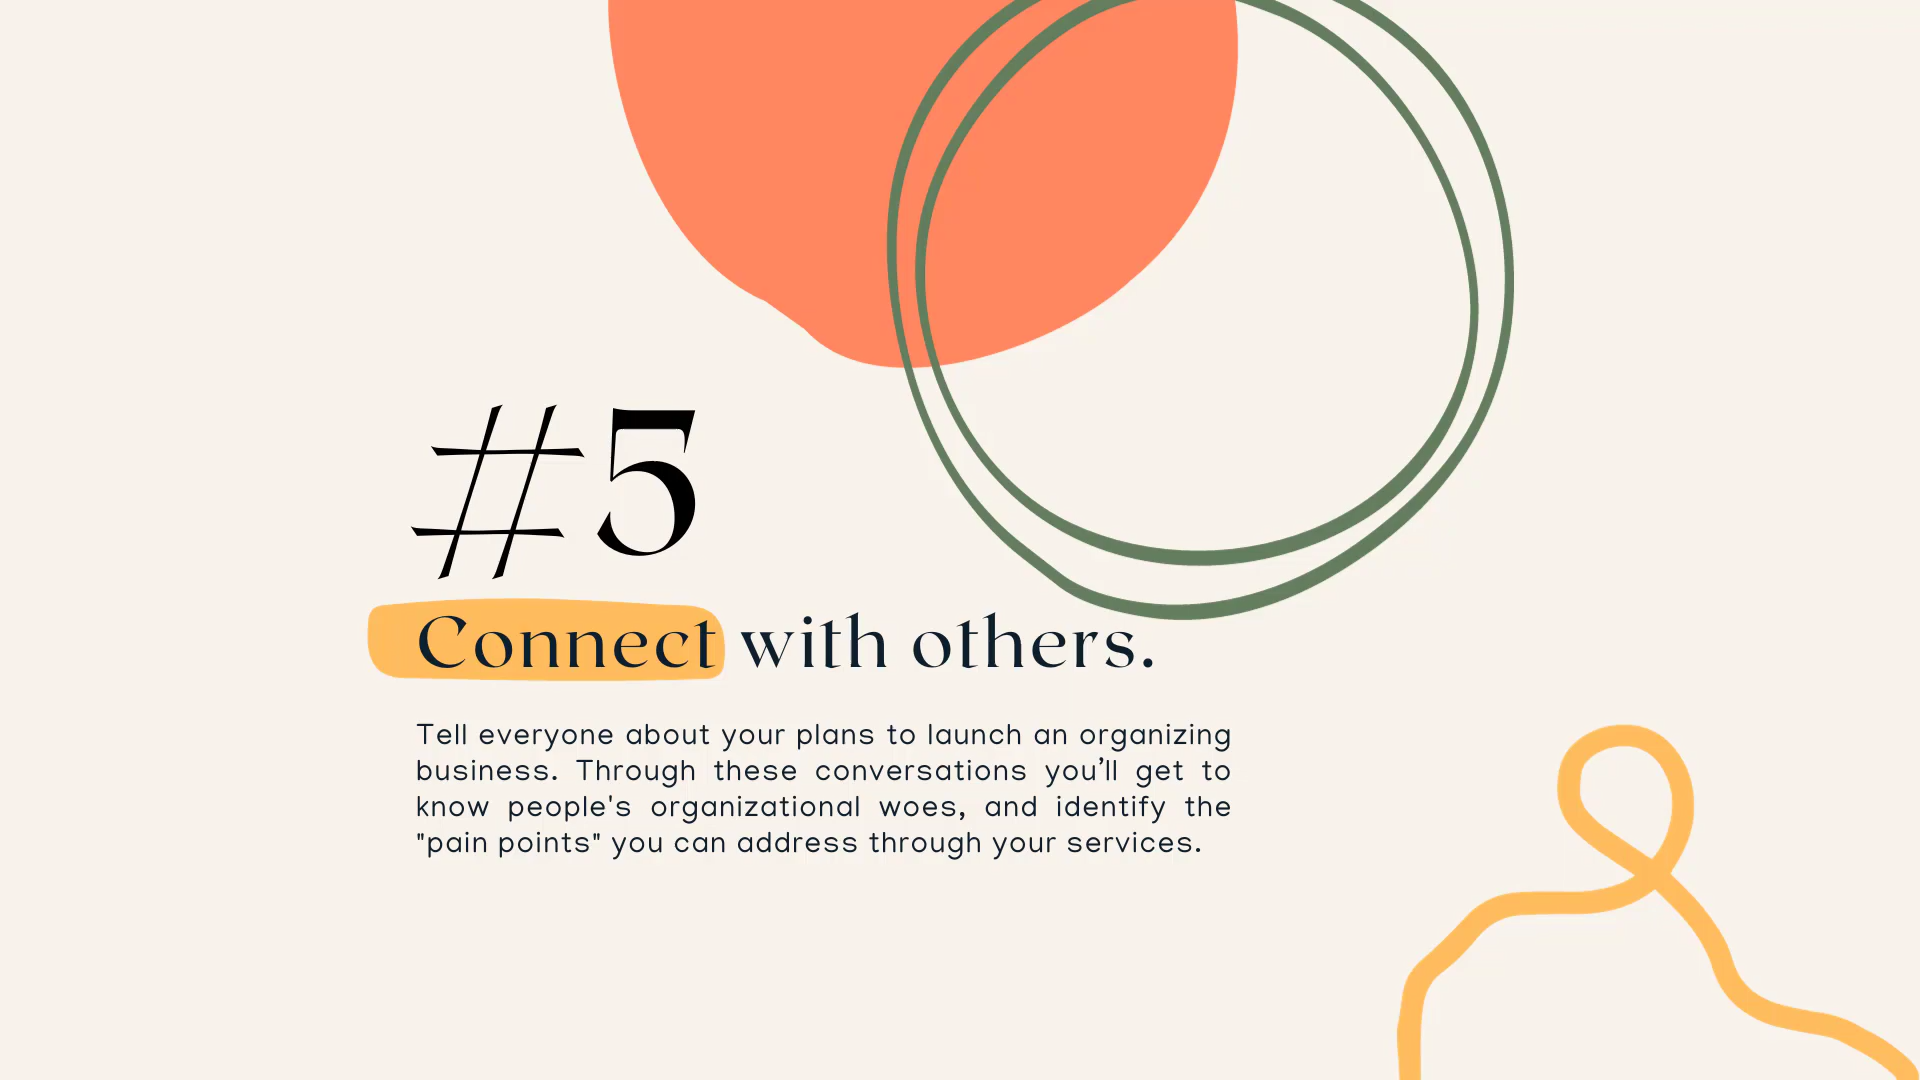 #5
Connect with others.
Tell everyone about your plans to launch an organizing
business. Through these conversations you’ll get to
know people's organizational woes, and identify the
"pain points" you can address through your services.